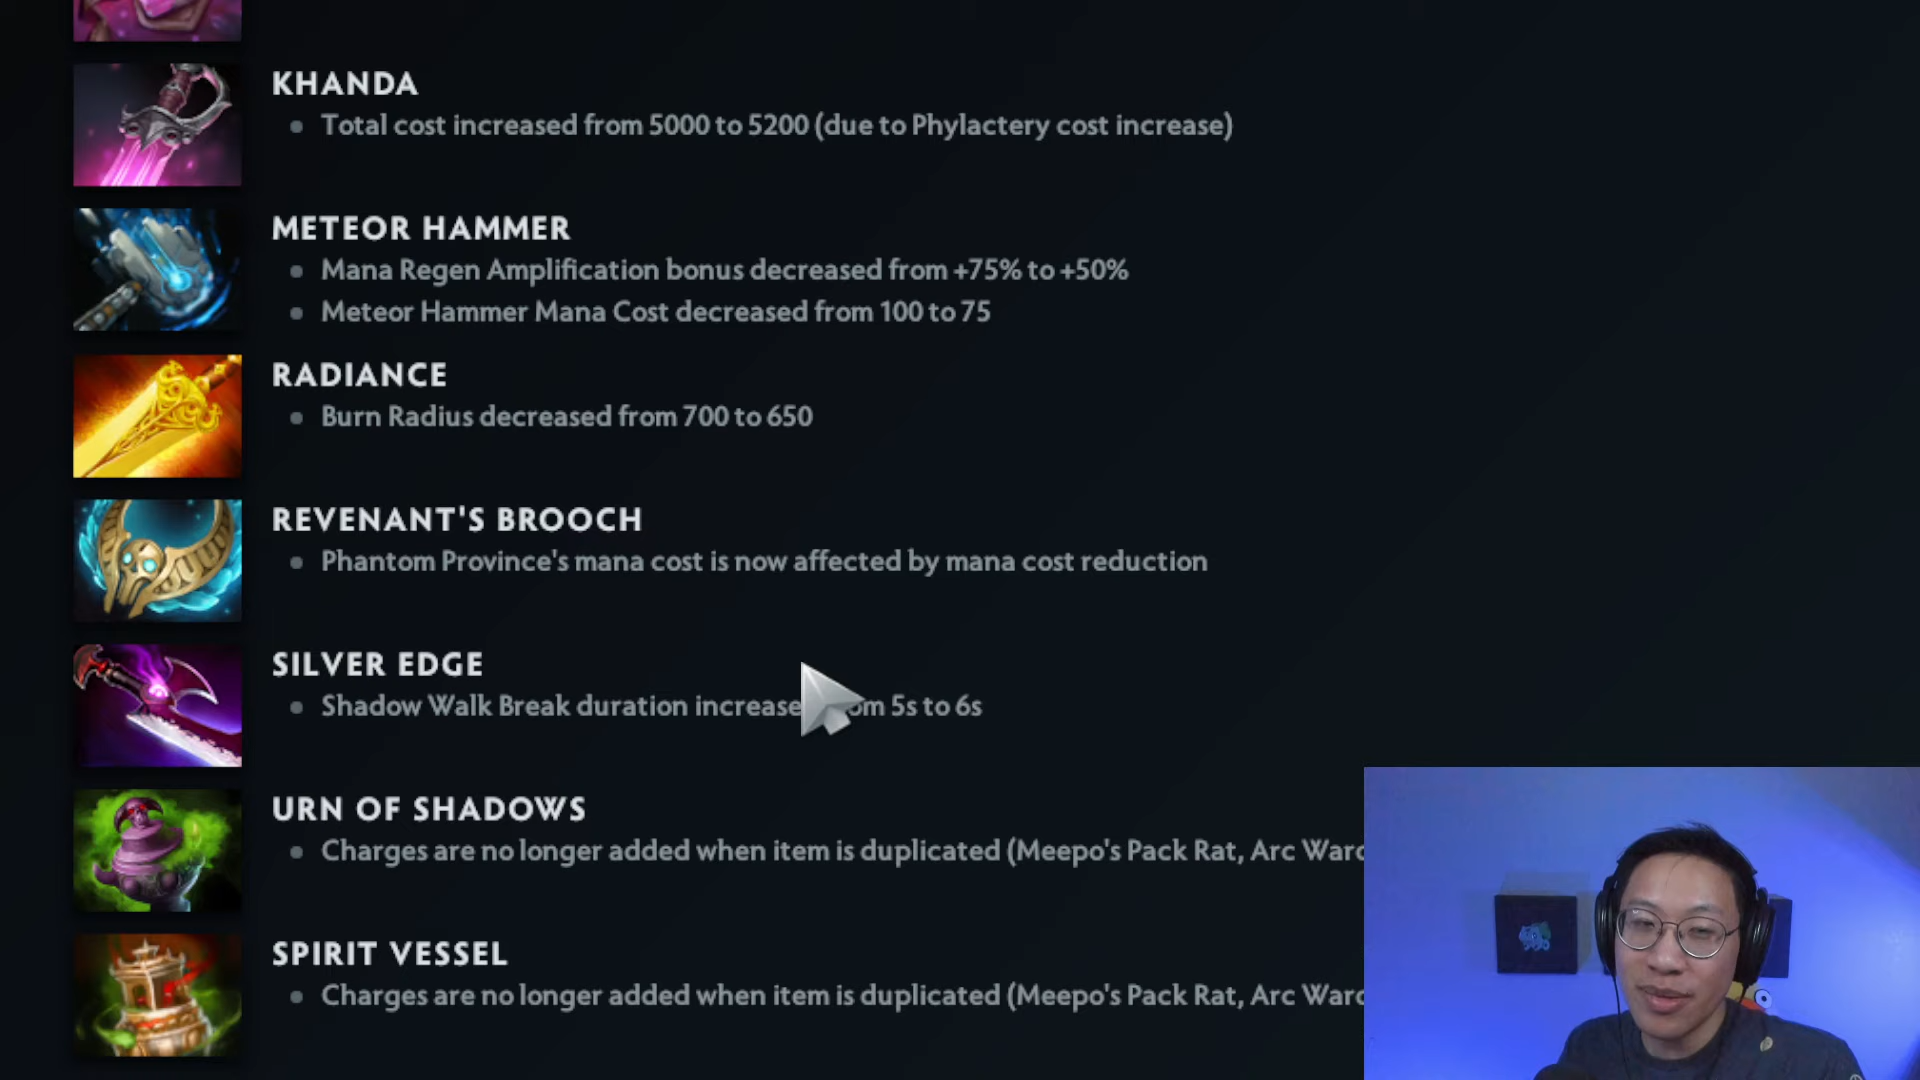 KHANDA
Total cost increased from 5000 to 5200 (due to Phylactery cost increase)
METEOR HAMMER
Mana Regen Amplification bonus decreased from +75% to +50%
Meteor Hammer Mana Cost decreased from 100 to 75
RADIANCE
Burn Radius decreased from 700 to 650
REVENANT'S BROOCH
Phantom Province's mana cost is now affected by mana cost reduction
SILVER EDGE
Shadow Walk Break duration increase om 5s to 6s
URN OF SHADOWS
Charges are no longer added when item is duplicated (Meepo's Pack Rat, Arc Ward
SPIRIT VESSEL
Charges are no longer added when item is duplicated (Meepo's Pack Rat, Arc Ward